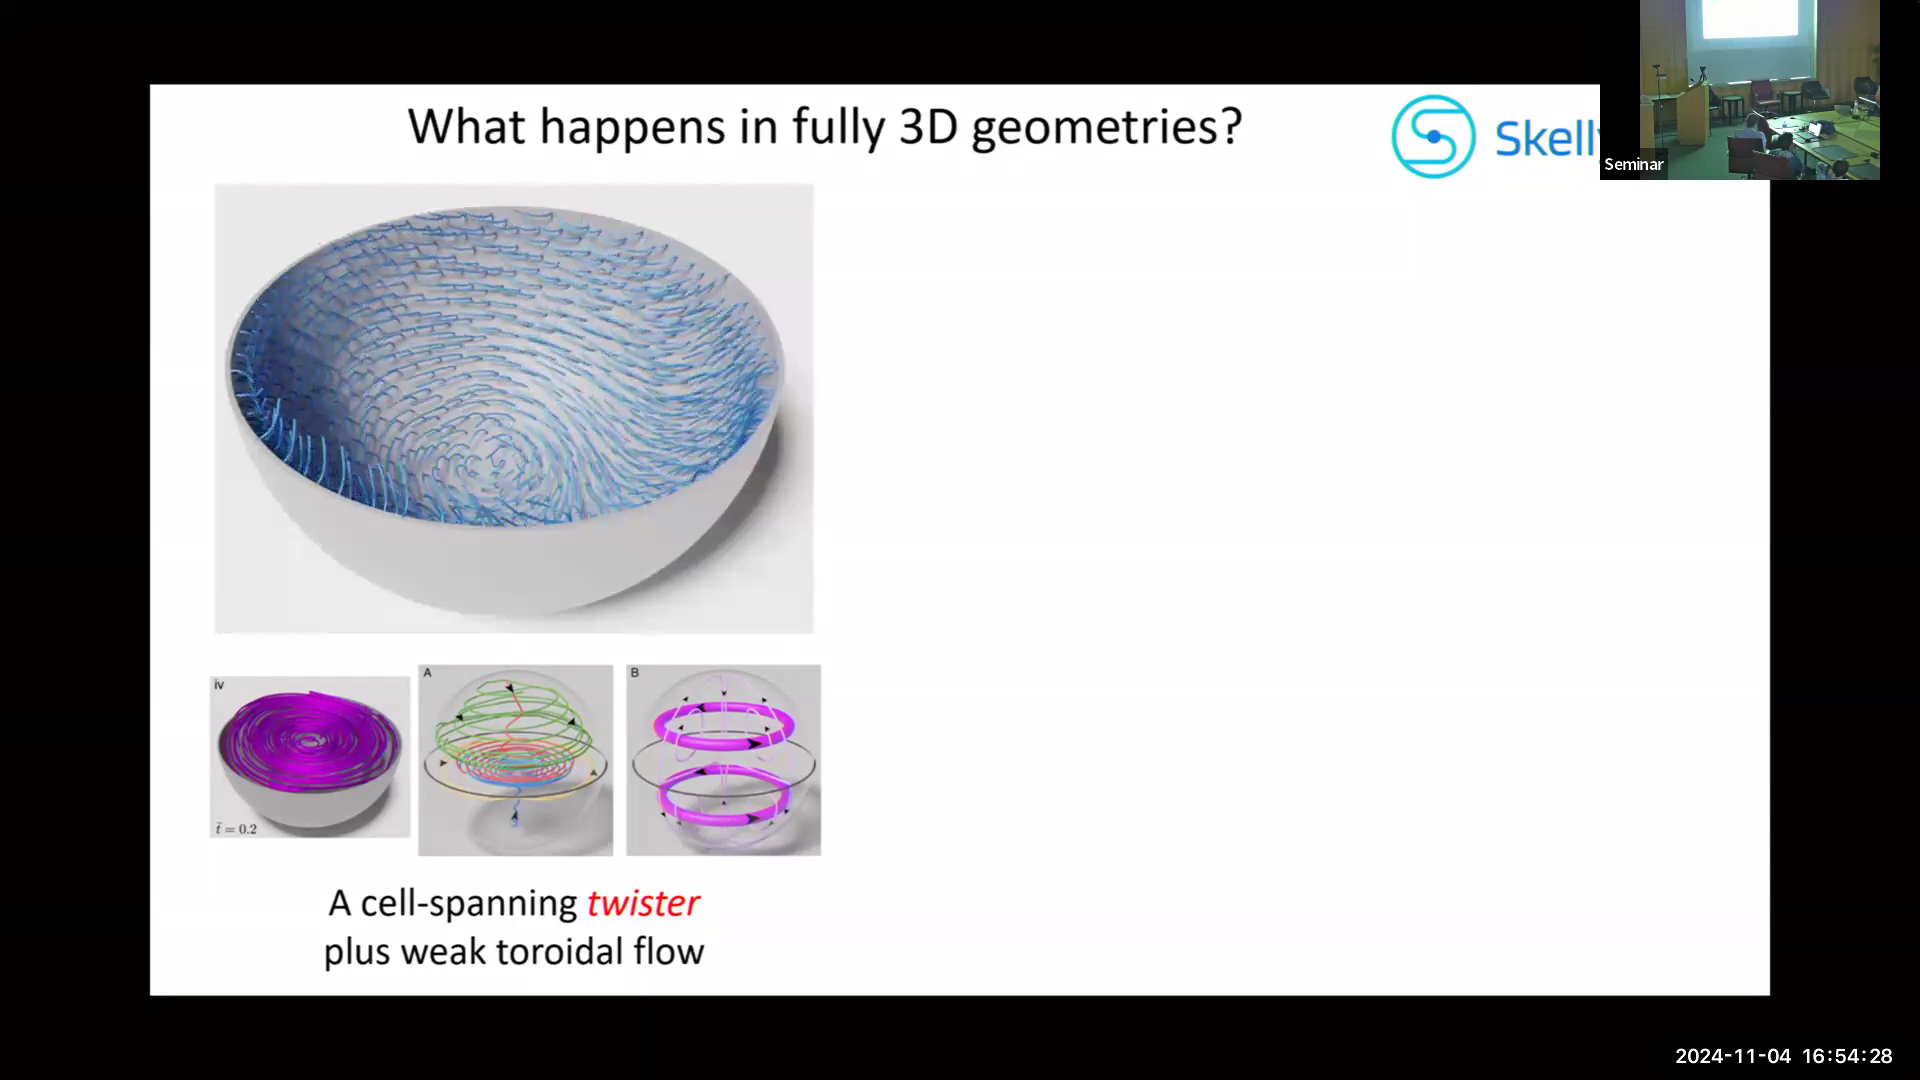 What happens in fully 3D geometries?
Skelly
Seminar
iv
A
B
t̄ = 0.2
A cell-spanning twister
plus weak toroidal flow
2024-11-04 16:54:28